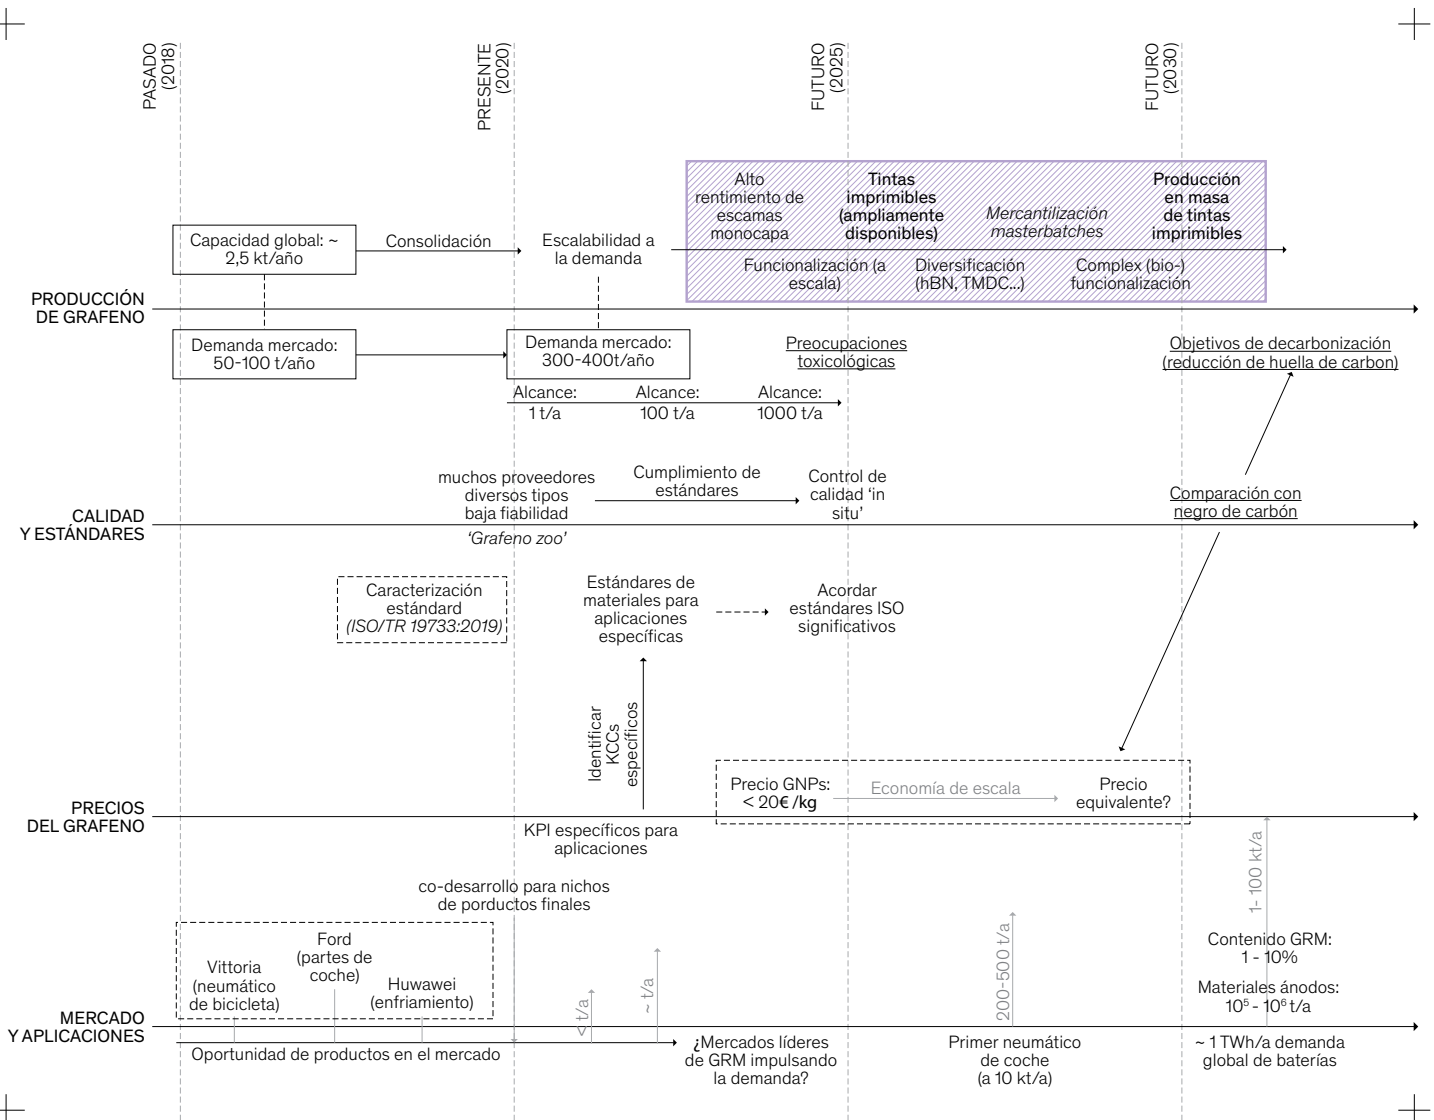 PASADO
(2018)
PRESENTE
(2020)
FUTURO
(2025)
FUTURO
(2030)
Capacidad global: ~
2,5 kt/año
Consolidación
Escalabilidad a
la demanda
Alto
rentimiento de
escamas
monocapa
Tintas
imprimibles
(ampliamente
disponibles)
Mercantilización
masterbatches
Producción
en masa
de tintas
imprimibles
Funcionalización (a
escala)
Diversificación
(hBN, TMDC...)
Complex (bio-)
funcionalización
PRODUCCIÓN
DE GRAFENO
Demanda mercado:
50-100 t/año
Demanda mercado:
300-400t/año
Preocupaciones
toxicológicas
Objetivos de decarbonización
(reducción de huella de carbon)
Alcance:
1 t/a
Alcance:
100 t/a
Alcance:
1000 t/a
muchos proveedores
diversos tipos
baja fiabilidad
'Grafeno zoo'
Cumplimiento de
estándares
Control de
calidad ‘in
situ’
Comparación con
negro de carbón
CALIDAD
Y ESTÁNDARES
Caracterización
estándard
(ISO/TR 19733:2019)
Estándares de
materiales para
aplicaciones
específicas
Acordar
estándares ISO
significativos
Identificar
KCCs
específicos
Precio GNPs:
< 20€/kg
Economía de escala
Precio
equivalente?
PRECIOS
DEL GRAFENO
KPI específicos para
aplicaciones
co-desarrollo para nichos
de porductos finales
Vittoria
(neumático
de bicicleta)
Ford
(partes de
coche)
Huwawei
(enfriamiento)
< t/a
~ t/a
200-500 t/a
1- 100 kt/a
Contenido GRM:
1 - 10%
Materiales ánodos:
10⁵ - 10⁶ t/a
MERCADO
Y APLICACIONES
Oportunidad de productos en el mercado
¿Mercados líderes
de GRM impulsando
la demanda?
Primer neumático
de coche
(a 10 kt/a)
~ 1 TWh/a demanda
global de baterías